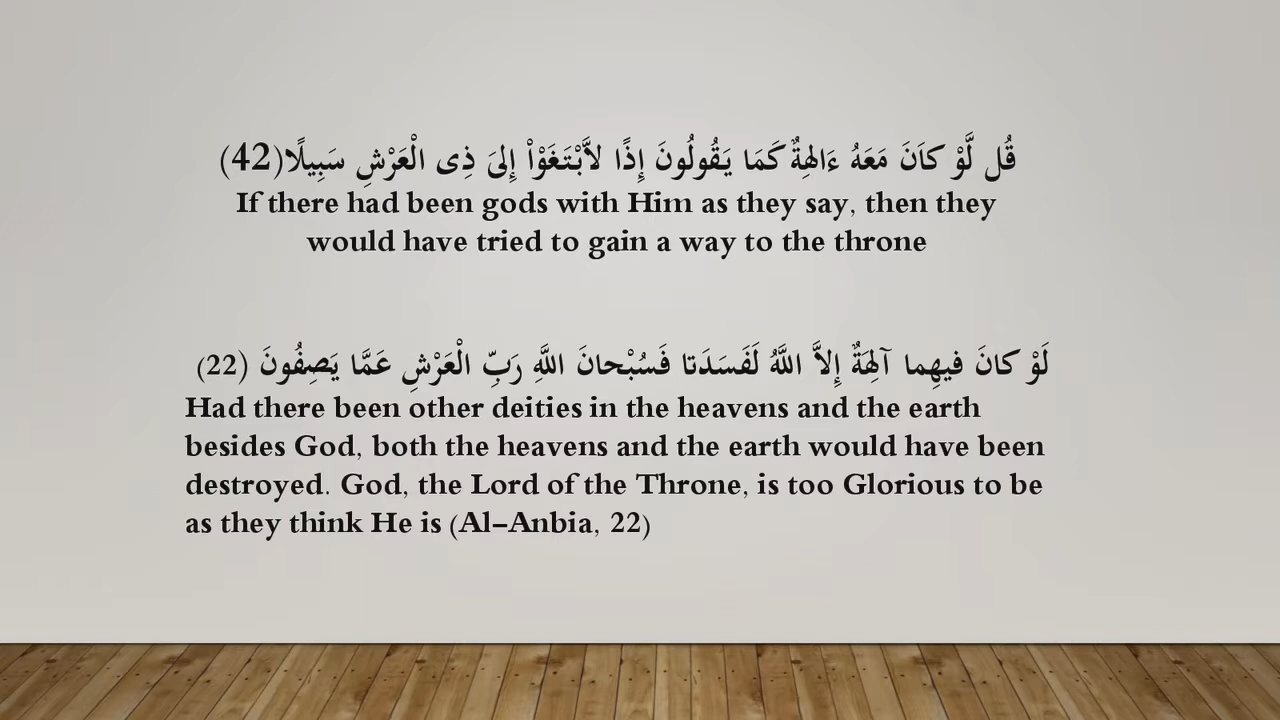 قُل لَّوْ كاَنَ مَعَهُ ءَالهِةٌ كَمَا يَقُولُونَ إِذًا لاَّبْتَغَوْاْ إِلىَ ذِى الْعَرْشِ سَبِيلًا(42)
If there had been gods with Him as they say, then they
would have tried to gain a way to the throne
لَوْ كانَ فيهِما آلِهَةٌ إِلاَّ اللَّهُ لَفَسَدَتا فَسُبْحانَ اللَّهِ رَبِّ الْعَرْشِ عَمَّا يَصِفُونَ (22)
Had there been other deities in the heavens and the earth
besides God, both the heavens and the earth would have been
destroyed. God, the Lord of the Throne, is too Glorious to be
as they think He is (Al-Anbia, 22)